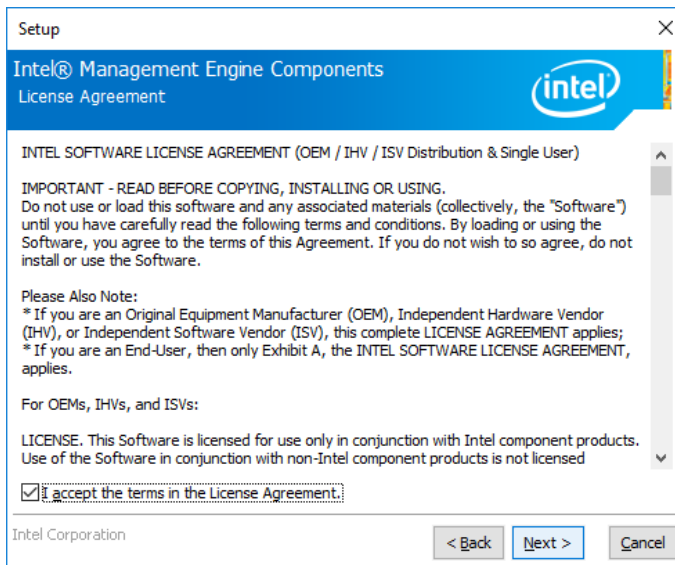 Setup
Intel® Management Engine Components
License Agreement
intel
INTEL SOFTWARE LICENSE AGREEMENT (OEM / IHV / ISV Distribution & Single User)
IMPORTANT - READ BEFORE COPYING, INSTALLING OR USING.
Do not use or load this software and any associated materials (collectively, the "Software")
until you have carefully read the following terms and conditions. By loading or using the
Software, you agree to the terms of this Agreement. If you do not wish to so agree, do not
install or use the Software.
Please Also Note:
* If you are an Original Equipment Manufacturer (OEM), Independent Hardware Vendor
(IHV), or Independent Software Vendor (ISV), this complete LICENSE AGREEMENT applies;
* If you are an End-User, then only Exhibit A, the INTEL SOFTWARE LICENSE AGREEMENT,
applies.
For OEMs, IHVs, and ISVs:
LICENSE. This Software is licensed for use only in conjunction with Intel component products.
Use of the Software in conjunction with non-Intel component products is not licensed
I accept the terms in the License Agreement.
Intel Corporation
< Back Next > Cancel